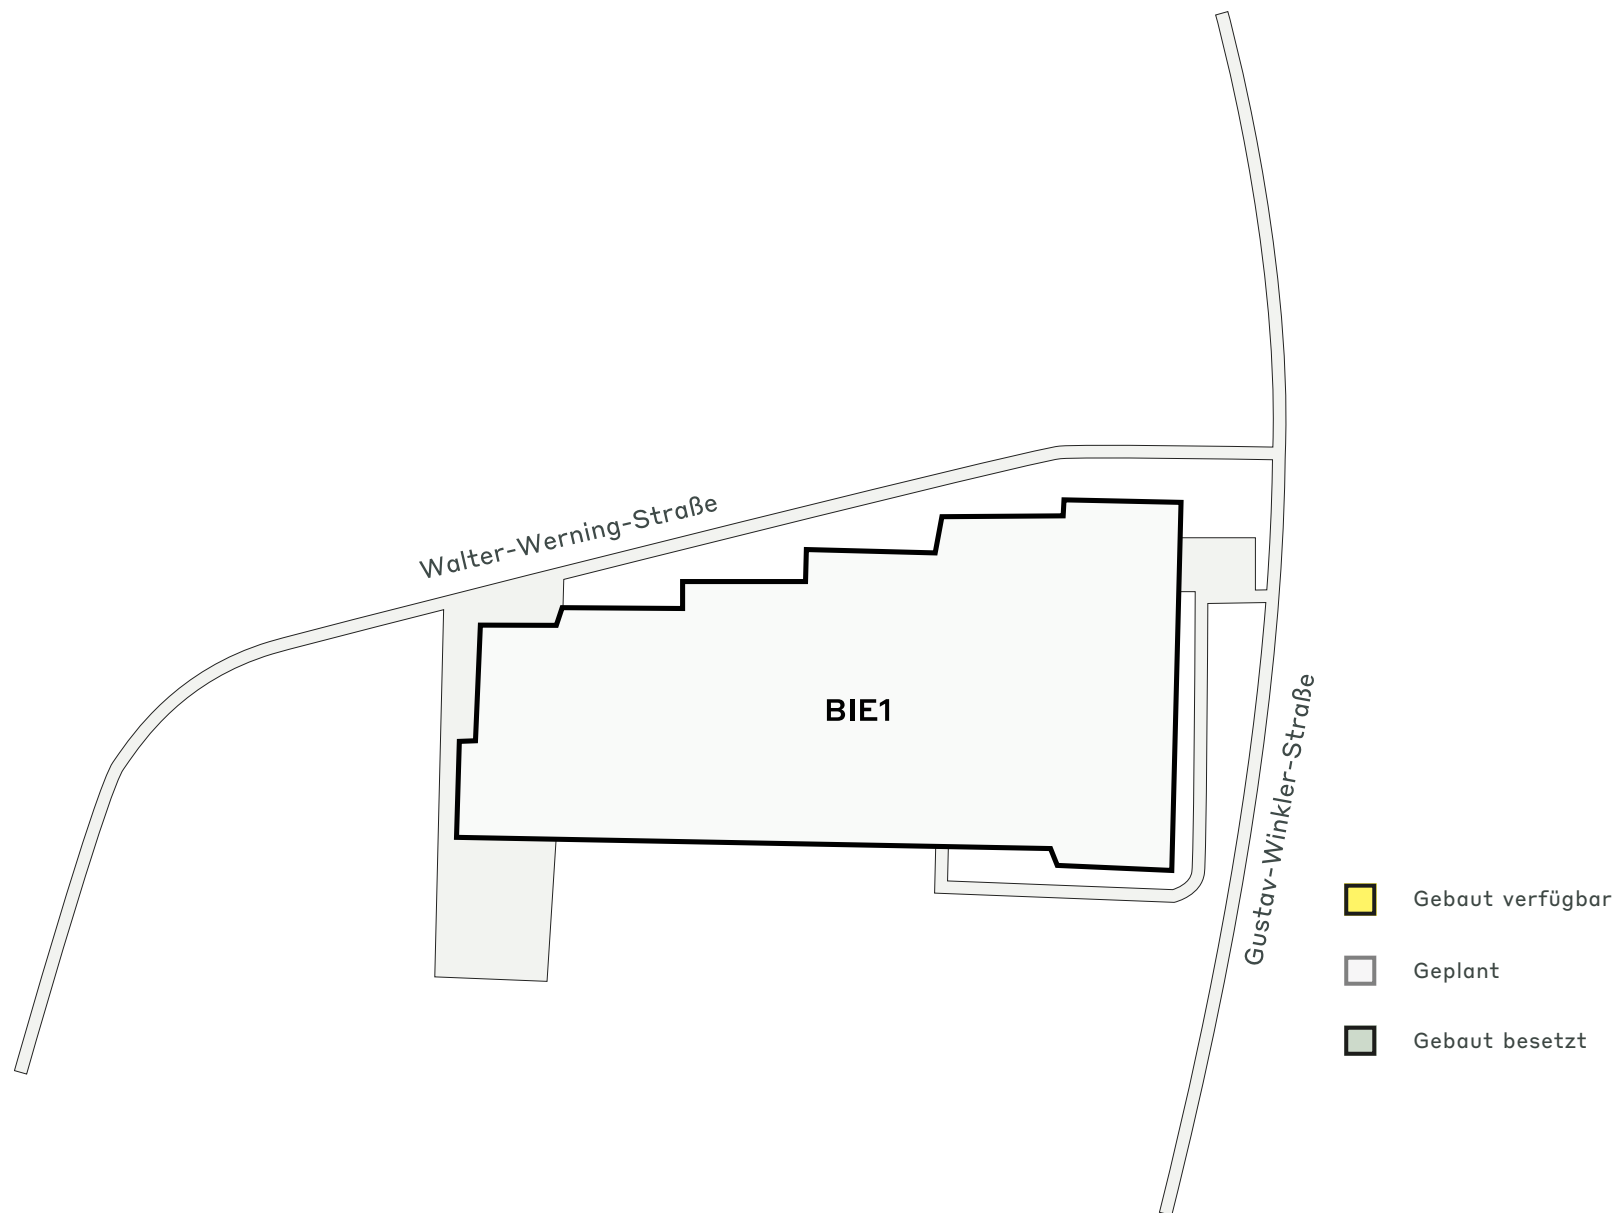 Walter-Werning-Straße
BIE1
Gustav-Winkler-Straße
Gebaut verfügbar
Geplant
Gebaut besetzt